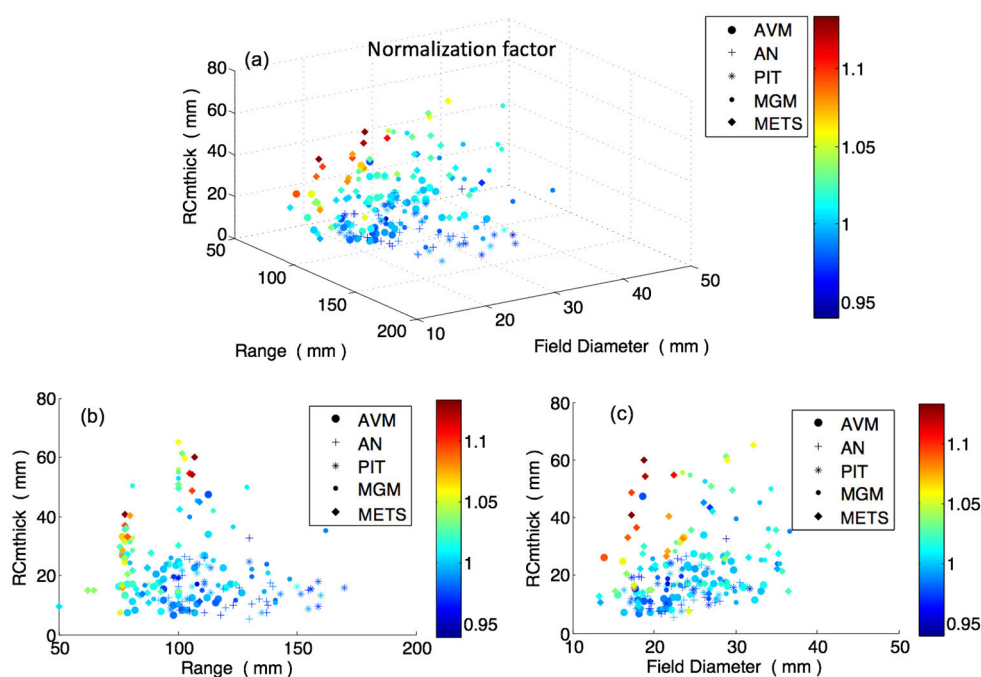 Normalization factor
(a)
AVM
AN
PIT
MGM
METS
1.1
1.05
1
0.95
RCmthick ( mm )
80
60
40
20
0
50
100
150
200
Range ( mm )
10
20
30
40
50
Field Diameter ( mm )
(b)
AVM
AN
PIT
MGM
METS
1.1
1.05
1
0.95
RCmthick ( mm )
80
60
40
20
0
50
100
150
200
Range ( mm )
(c)
AVM
AN
PIT
MGM
METS
1.1
1.05
1
0.95
RCmthick ( mm )
80
60
40
20
0
10
20
30
40
50
Field Diameter ( mm )